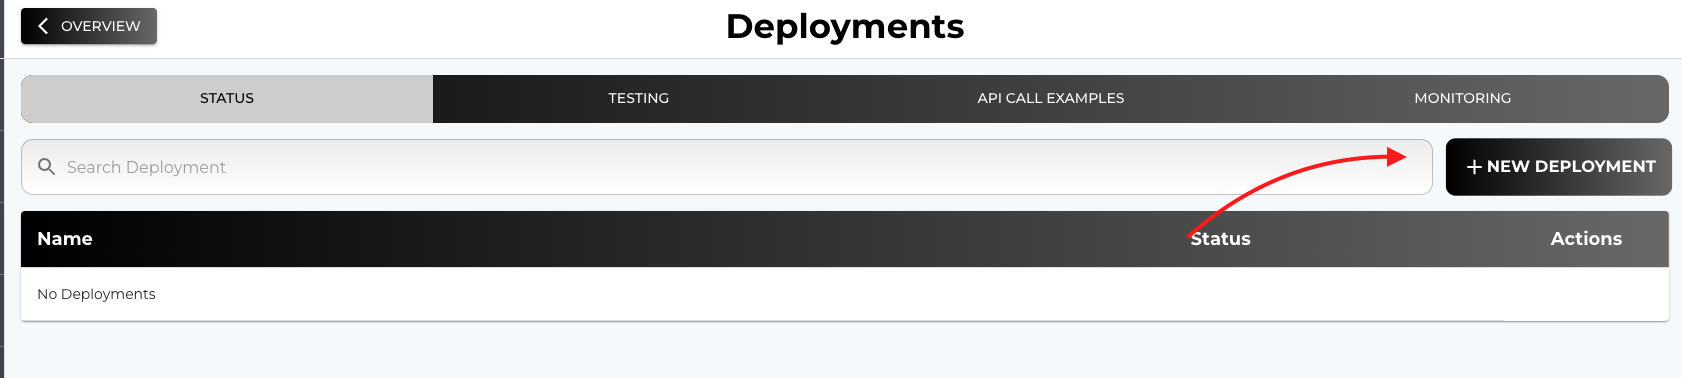 OVERVIEW
Deployments
STATUS TESTING API CALL EXAMPLES MONITORING
Search Deployment
+ NEW DEPLOYMENT
Name Status Actions
No Deployments